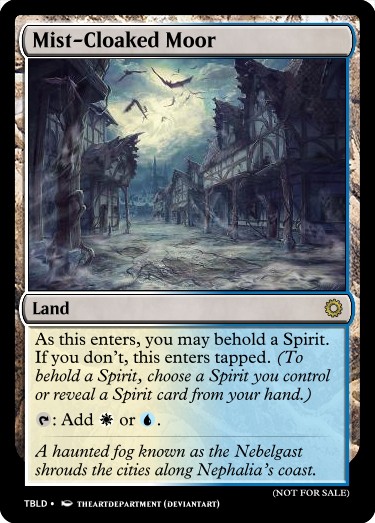 Mist-Cloaked Moor
Land
As this enters, you may behold a Spirit.
If you don't, this enters tapped. (To
behold a Spirit, choose a Spirit you control
or reveal a Spirit card from your hand.)
: Add or .
A haunted fog known as the Nebelgast
shrouds the cities along Nephalia's coast.
(NOT FOR SALE)
TBLD • THEARTDEPARTMENT (DEVIANTART)